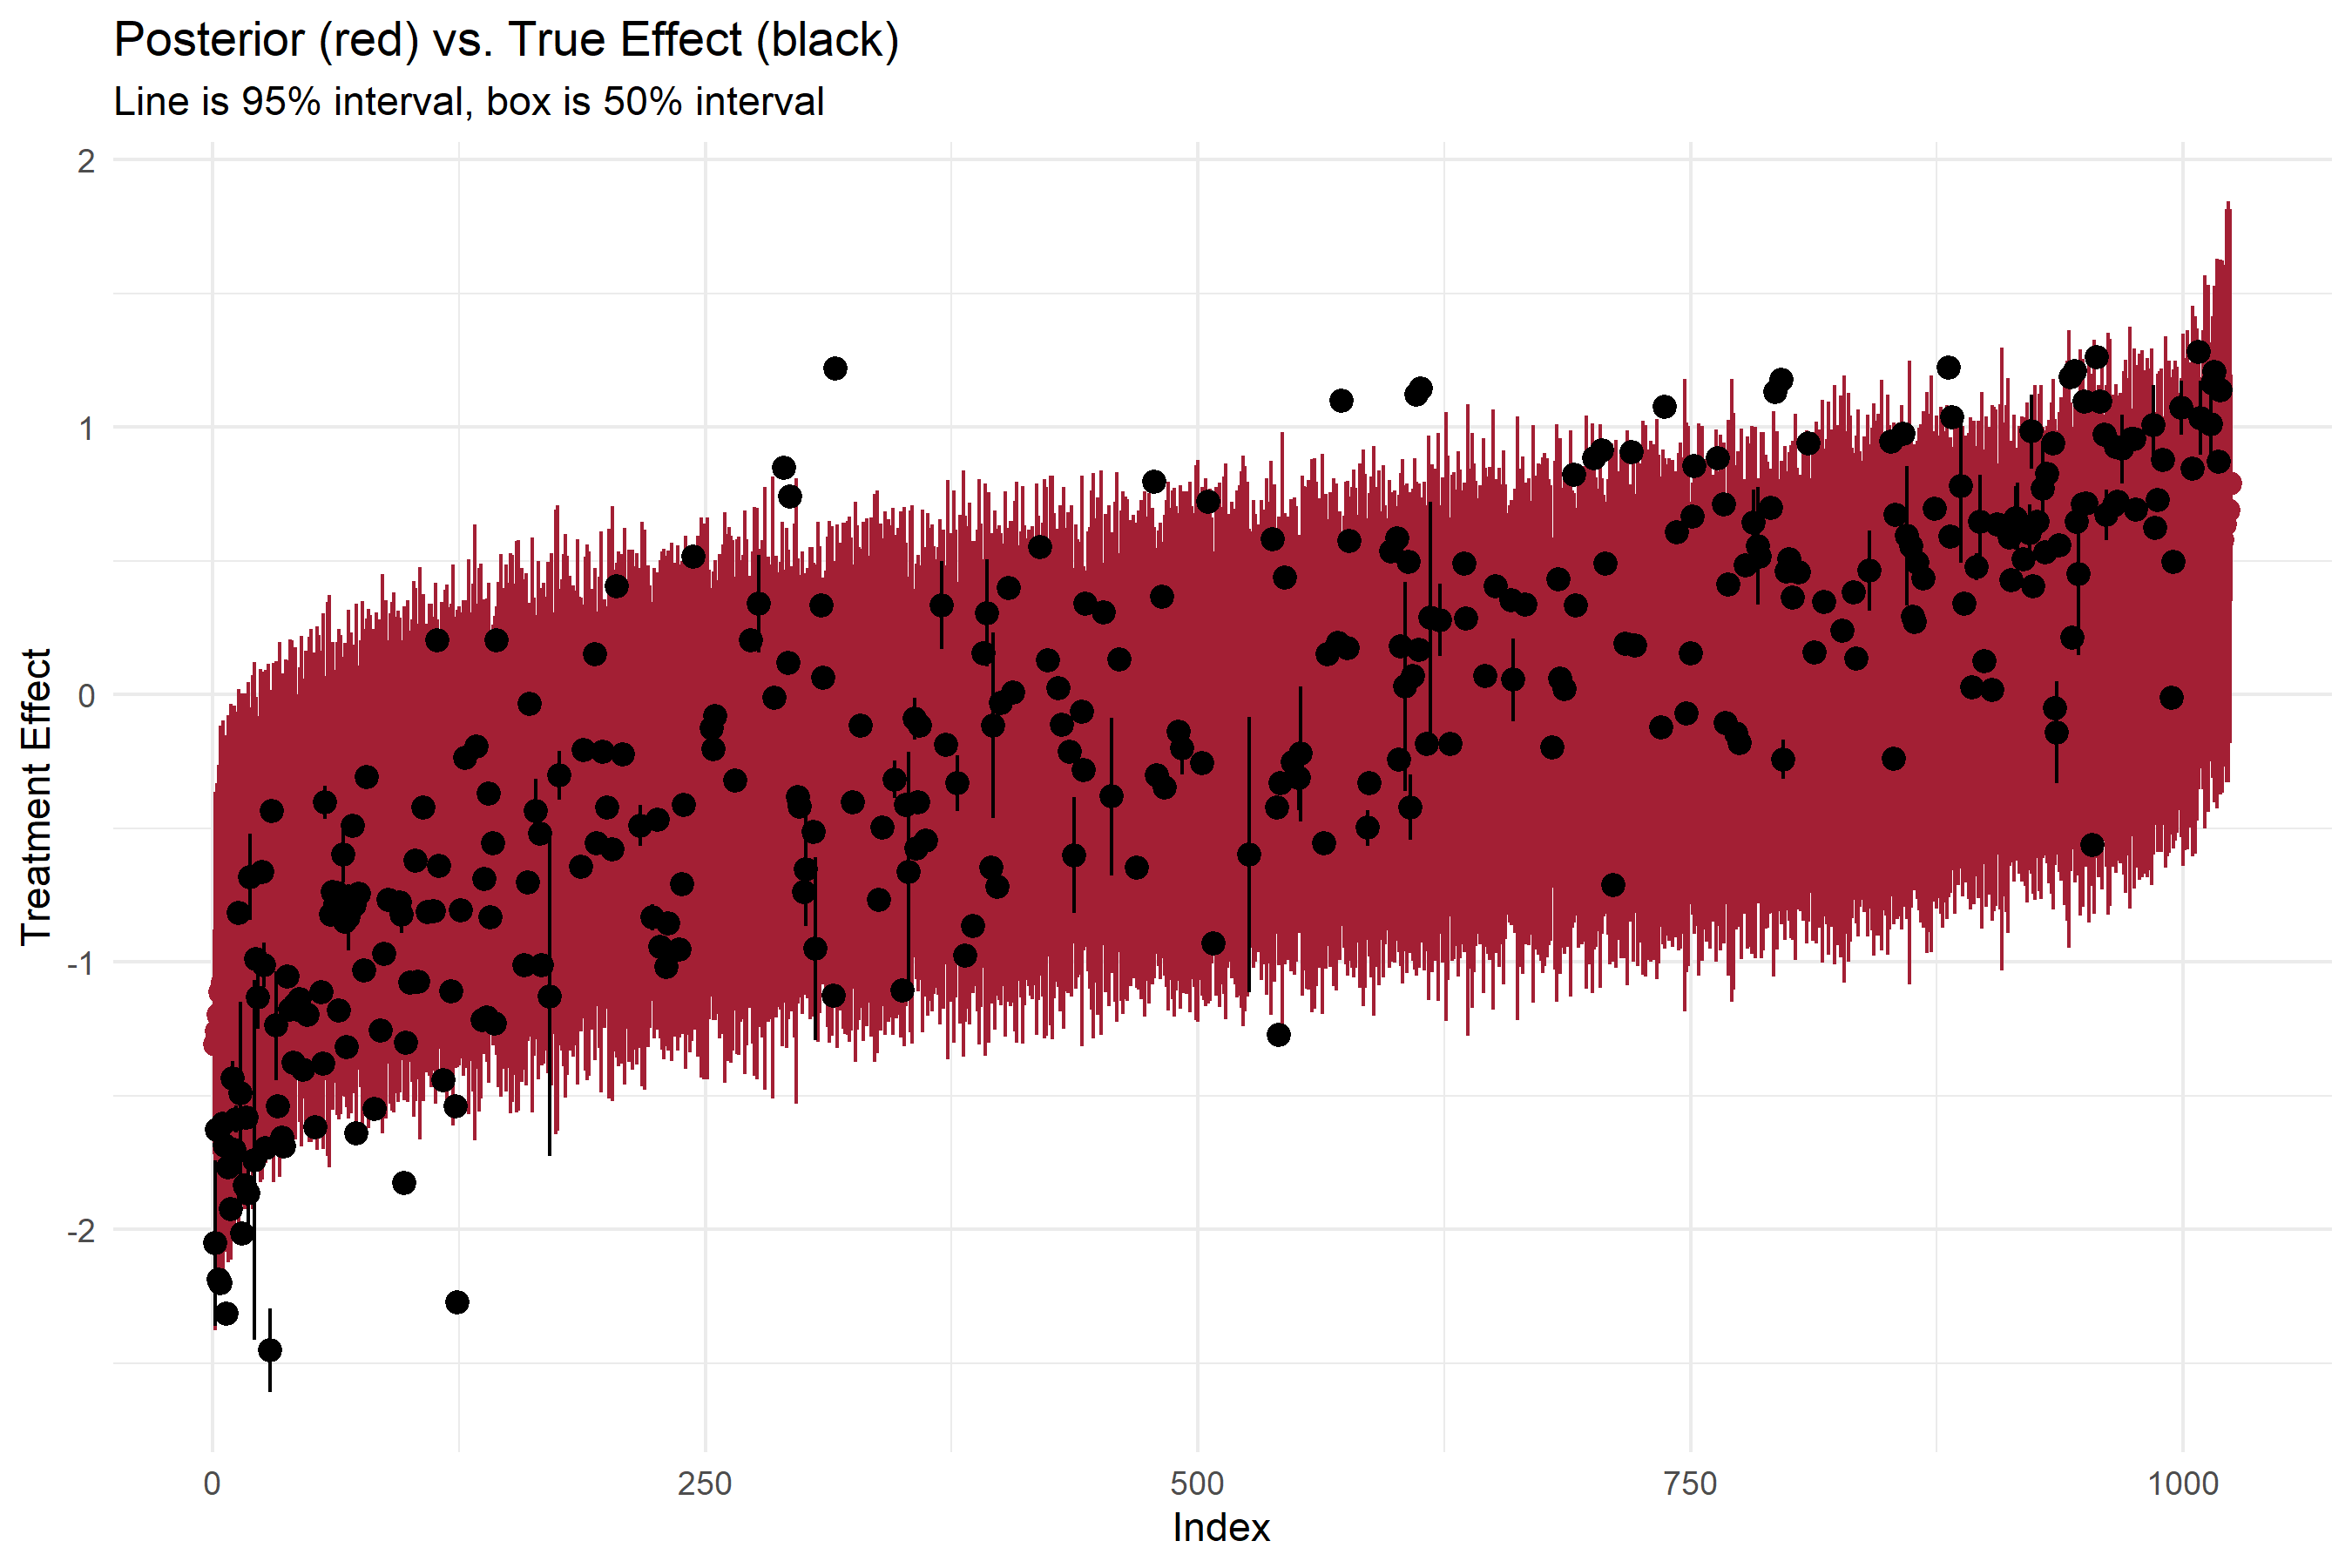 Posterior (red) vs. True Effect (black)
Line is 95% interval, box is 50% interval
2
1
0
-1
-2
Treatment Effect
0
250
500
750
1000
Index